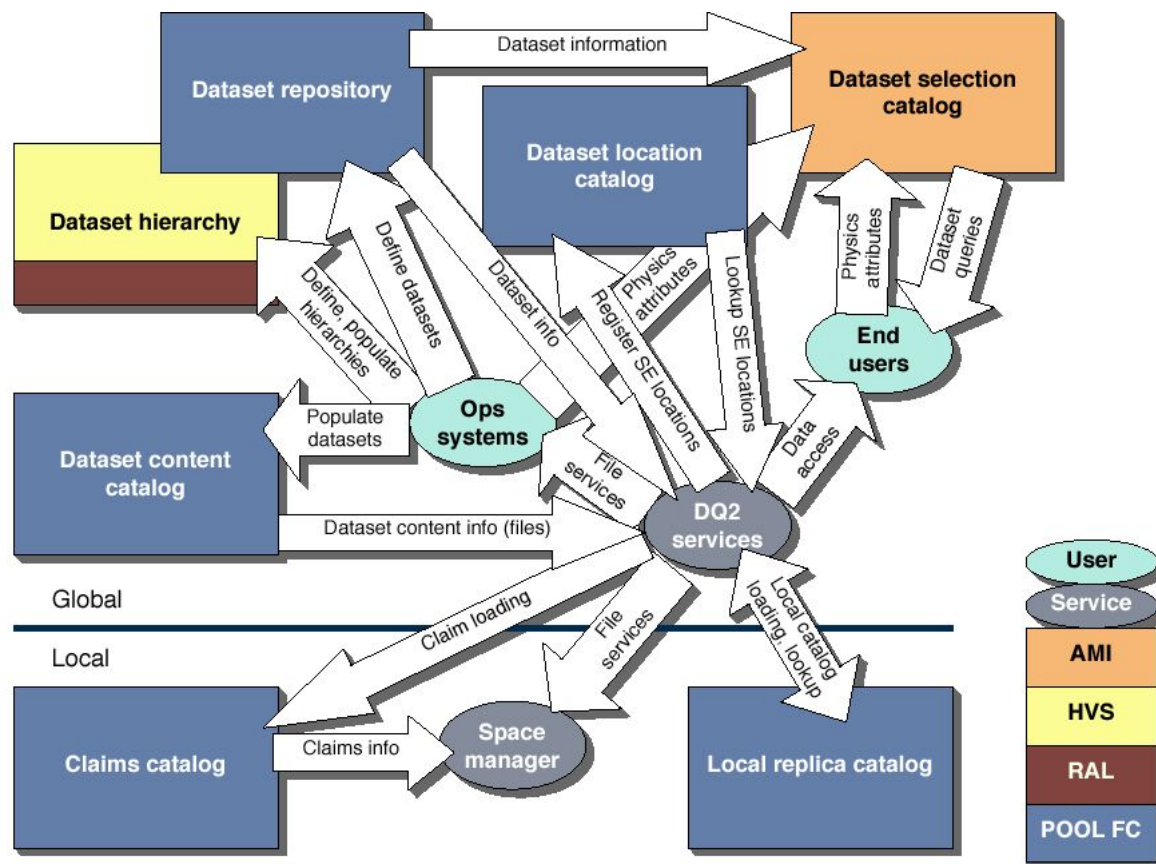 Dataset information
Dataset repository
Dataset selection
catalog
Dataset location
catalog
Dataset hierarchy
Define, populate
hierarchies
Define datasets
Dataset info
Physics
attributes
Register SE locations
Lookup SE locations
Physics
attributes
Dataset
queries
End
users
Ops
systems
Populate
datasets
Dataset content
catalog
File
services
Data
access
DQ2
services
Dataset content info (files)
Global
Local
Claim loading
File
services
Local catalog
loading, lookup
Claims catalog
Claims info
Space
manager
Local replica catalog
User
Service
AMI
HVS
RAL
POOL FC